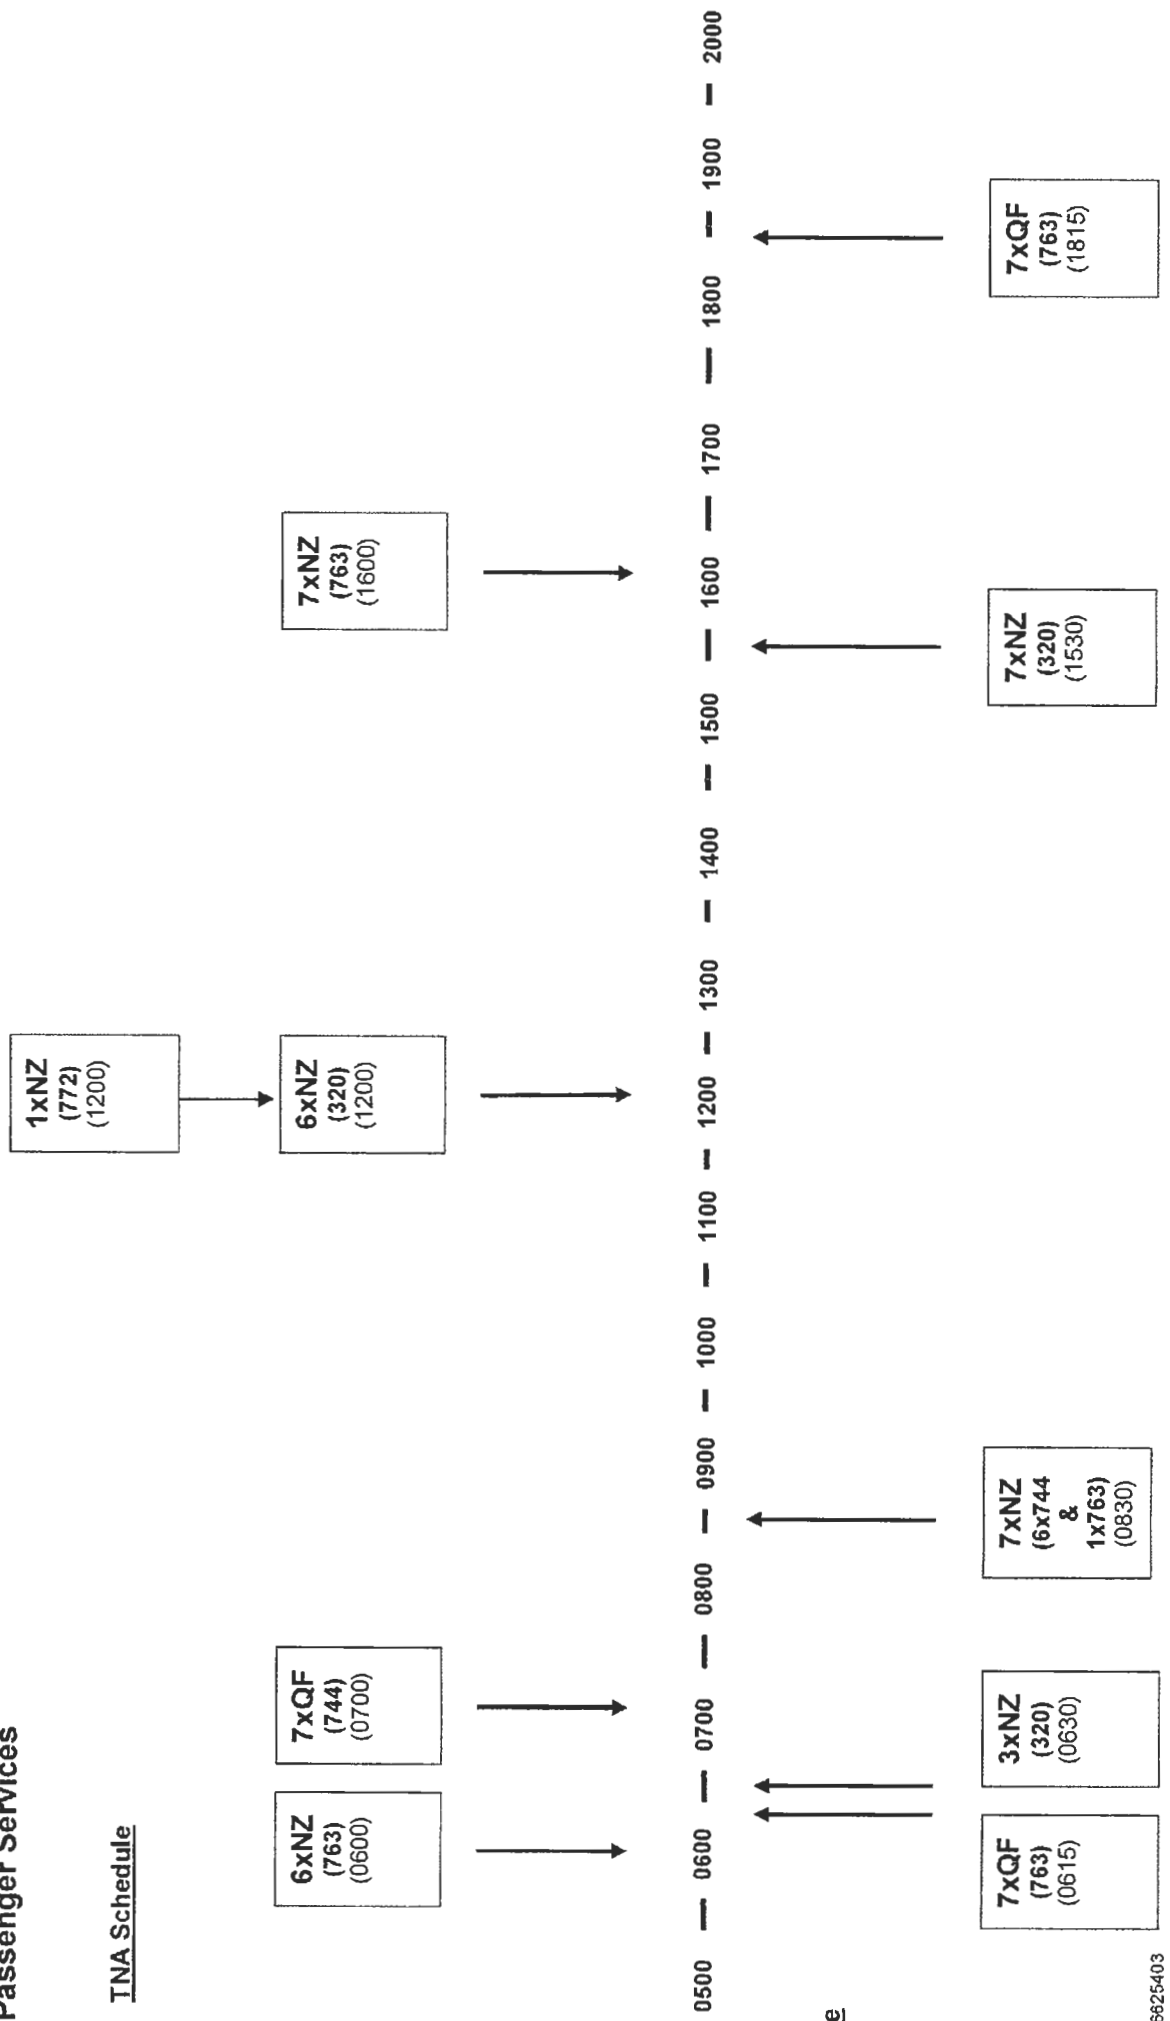 Passenger Services
TNA Schedule
1xNZ
(772)
(1200)
6xNZ
(763)
(0600)
7xQF
(744)
(0700)
6xNZ
(320)
(1200)
7xNZ
(763)
(1600)
0500 — 0600 — 0700 — 0800 — 0900 — 1000 — 1100 — 1200 — 1300 — 1400 — 1500 — 1600 — 1700 — 1800 — 1900 — 2000
e
7xQF
(763)
(0615)
3xNZ
(320)
(0630)
7xNZ
(6x744
&
1x763)
(0830)
7xNZ
(320)
(1530)
7xQF
(763)
(1815)
6625403